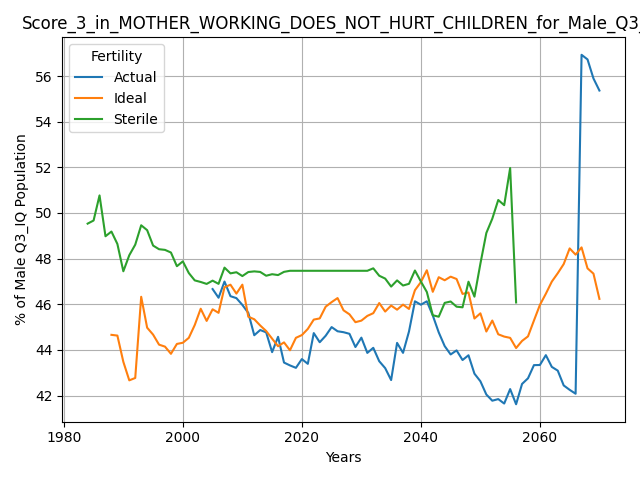 Score_3_in_MOTHER_WORKING_DOES_NOT_HURT_CHILDREN_for_Male_Q3_
Fertility
Actual
Ideal
Sterile
% of Male Q3_IQ Population
56
54
52
50
48
46
44
42
1980
2000
2020
2040
2060
Years